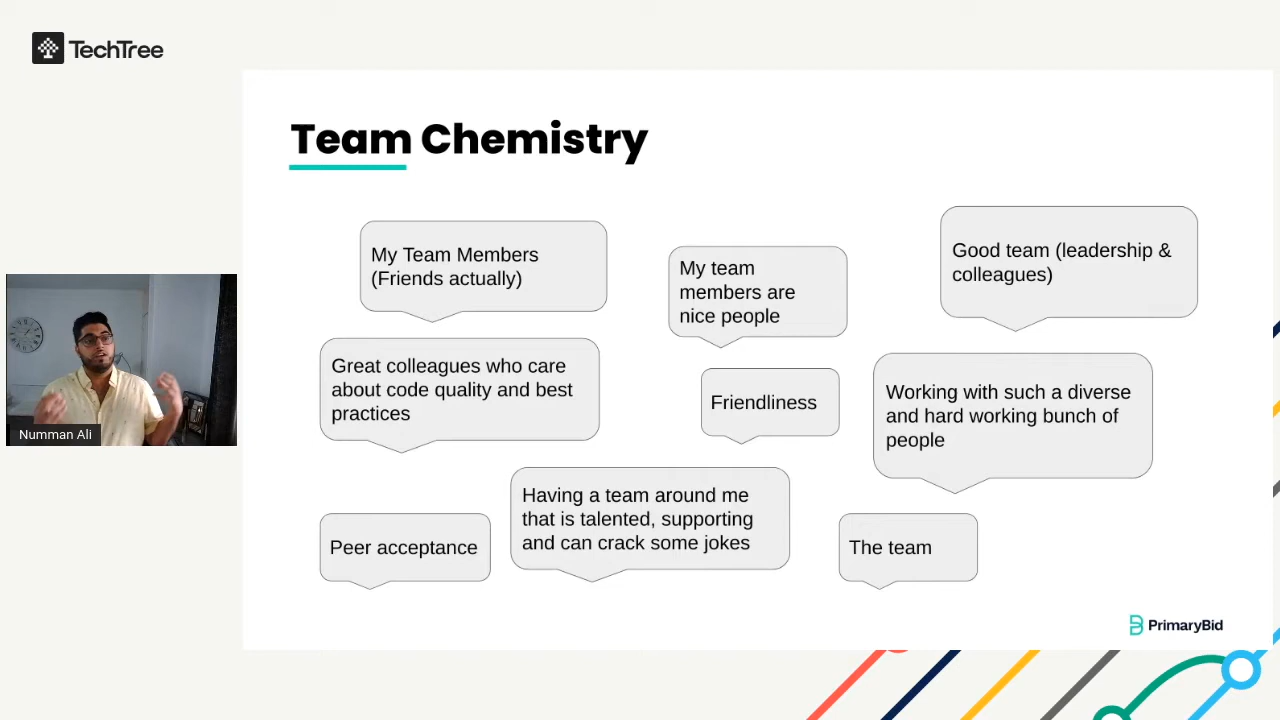 TechTree
Team Chemistry
My Team Members
(Friends actually)
My team
members are
nice people
Good team (leadership &
colleagues)
Great colleagues who care
about code quality and best
practices
Friendliness
Working with such a diverse
and hard working bunch of
people
Peer acceptance
Having a team around me
that is talented, supporting
and can crack some jokes
The team
Numman Ali
PrimaryBid